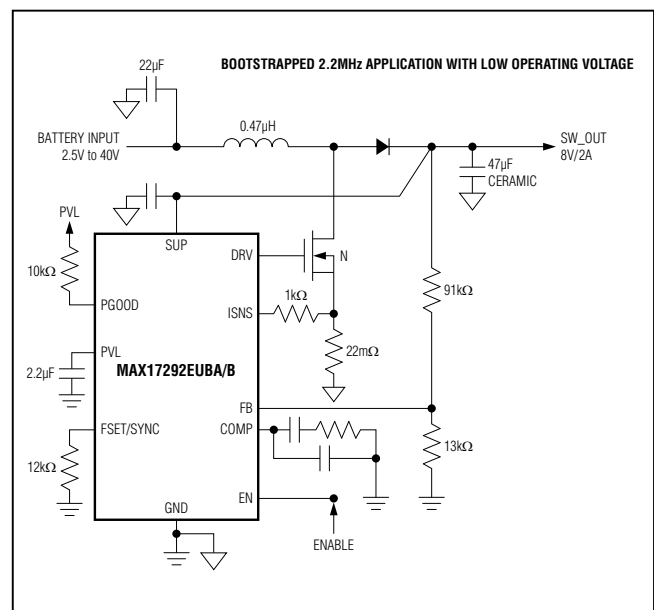 22µF
BOOTSTRAPPED 2.2MHz APPLICATION WITH LOW OPERATING VOLTAGE
0.47µH
BATTERY INPUT
2.5V to 40V
SW_OUT
8V/2A
47µF
CERAMIC
PVL
SUP
DRV
N
10kΩ
91kΩ
1kΩ
PGOOD
ISNS
PVL
22mΩ
2.2µF
MAX17292EUBA/B
FB
FSET/SYNC
COMP
13kΩ
12kΩ
EN
GND
ENABLE